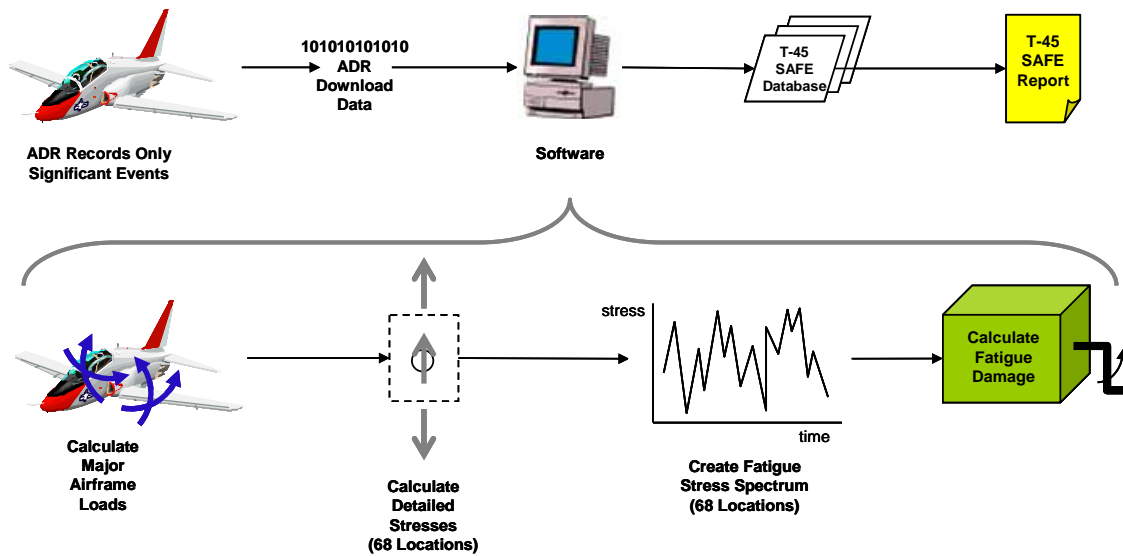 101010101010
ADR
Download
Data
T-45
SAFE
Database
T-45
SAFE
Report
ADR Records Only
Significant Events
Software
stress
time
Calculate
Fatigue
Damage
Calculate
Major
Airframe
Loads
Calculate
Detailed
Stresses
(68 Locations)
Create Fatigue
Stress Spectrum
(68 Locations)